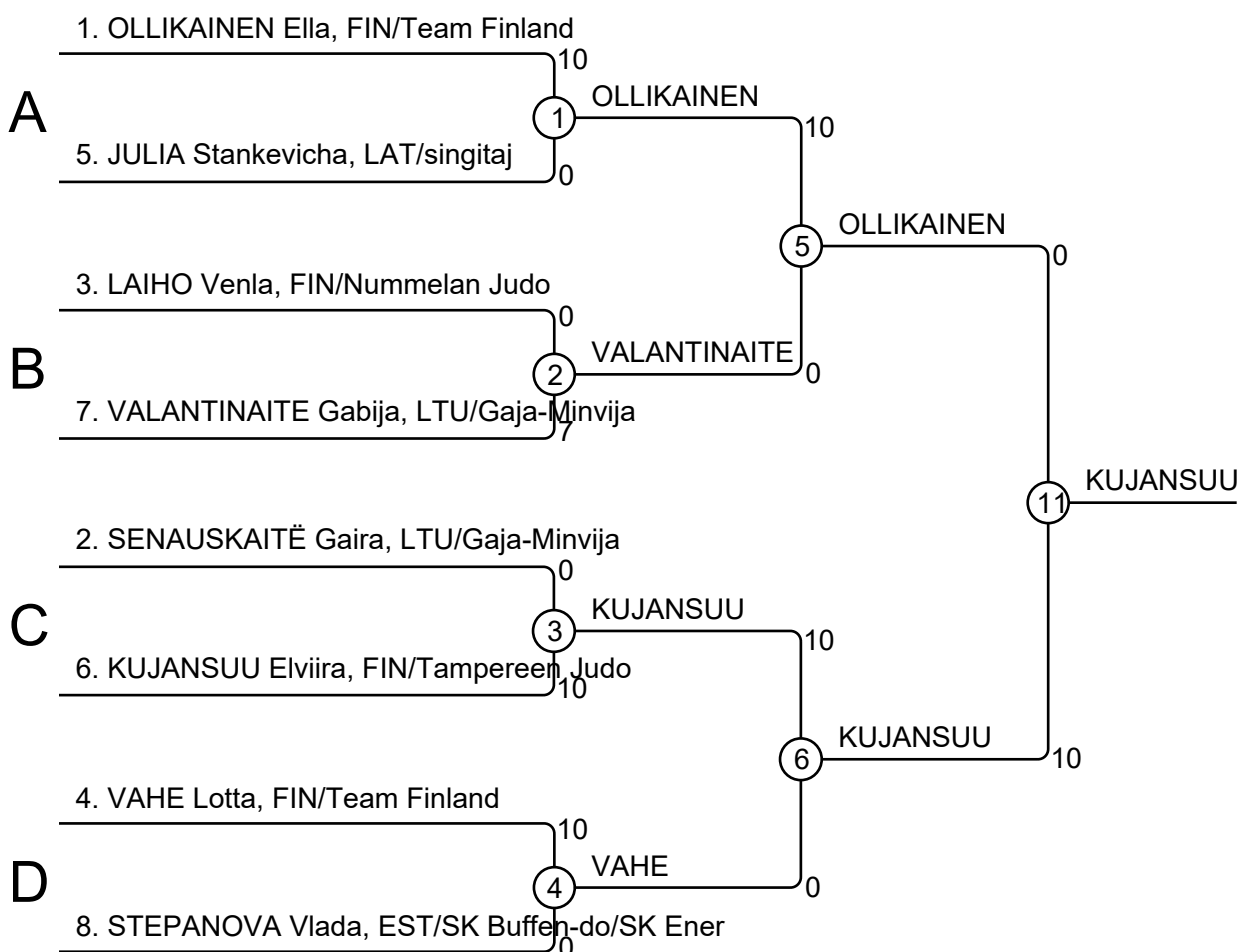 1. OLLIKAINEN Ella, FIN/Team Finland
10
A
1
OLLIKAINEN
5. JULIA Stankevicha, LAT/singitaj
0
10
5
OLLIKAINEN
0
3. LAIHO Venla, FIN/Nummelan Judo
0
B
2
VALANTINAITE
0
7. VALANTINAITE Gabija, LTU/Gaja-Minvija
7
11
KUJANSUU
2. SENAUSKAITË Gaira, LTU/Gaja-Minvija
0
C
3
KUJANSUU
10
6. KUJANSUU Elviira, FIN/Tampereen Judo
10
6
KUJANSUU
10
4. VAHE Lotta, FIN/Team Finland
10
D
4
VAHE
0
8. STEPANOVA Vlada, EST/SK Buffen-do/SK Ener
0